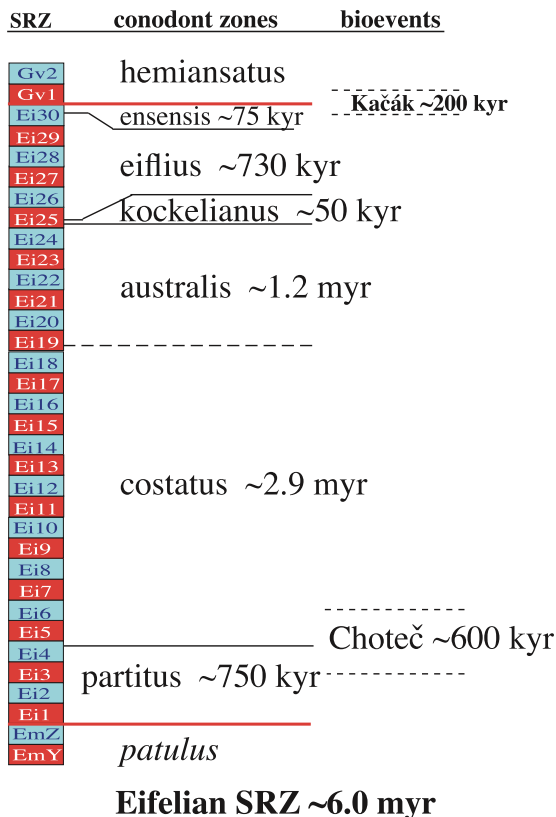 SRZ conodont zones bioevents
Gv2
hemiansatus
Gv1
Kačák ~200 kyr
Ei30
ensensis ~75 kyr
Ei29
Ei28
eiflius ~730 kyr
Ei27
Ei26
Ei25
kockelianus ~50 kyr
Ei24
Ei23
Ei22
australis ~1.2 myr
Ei21
Ei20
Ei19
Ei18
Ei17
Ei16
Ei15
Ei14
Ei13
Ei12
costatus ~2.9 myr
Ei11
Ei10
Ei9
Ei8
Ei7
Ei6
Ei5
Choteč ~600 kyr
Ei4
Ei3
partitus ~750 kyr
Ei2
Ei1
EmZ
patulus
EmY
Eifelian SRZ ~6.0 myr